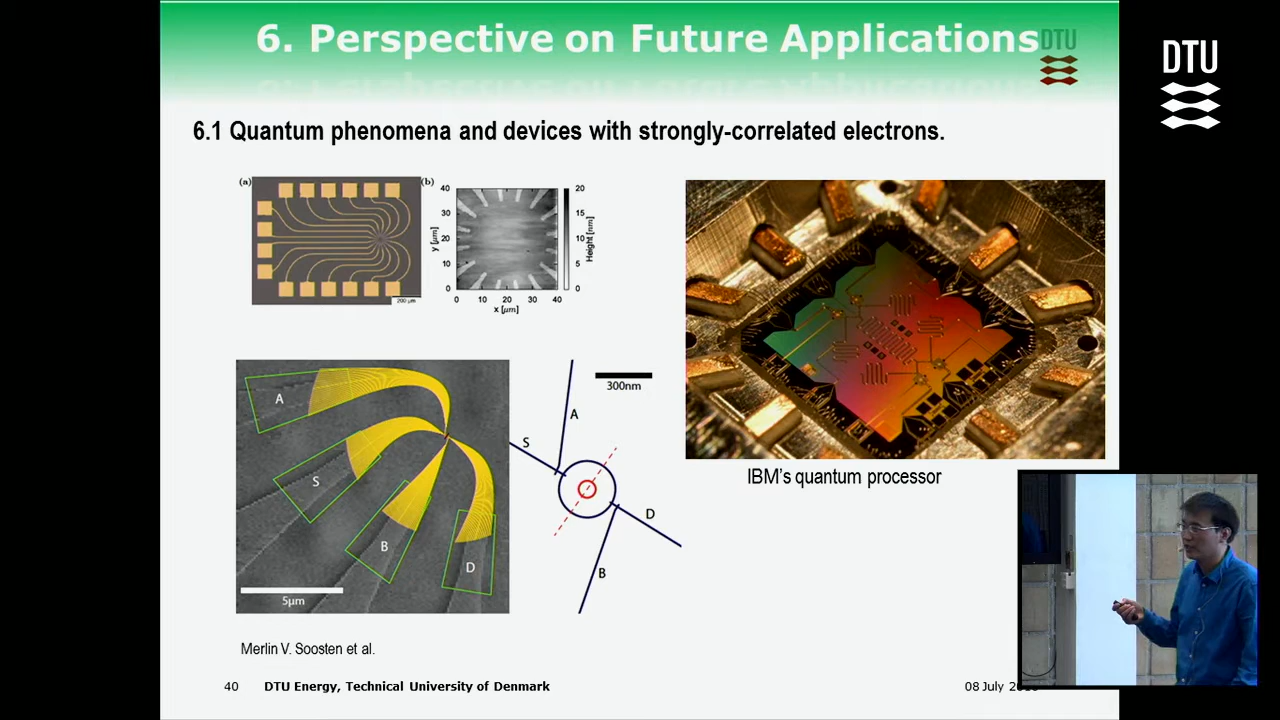 6. Perspective on Future Applications
DTU
DTU
6.1 Quantum phenomena and devices with strongly-correlated electrons.
(a)
200 μm
(b)
40
30
20
10
0
y [μm]
0 10 20 30 40
x [μm]
20
15
10
5
0
Height [nm]
A
S
B
D
5μm
300nm
A
S
D
B
IBM's quantum processor
Merlin V. Soosten et al.
40
DTU Energy, Technical University of Denmark
08 July